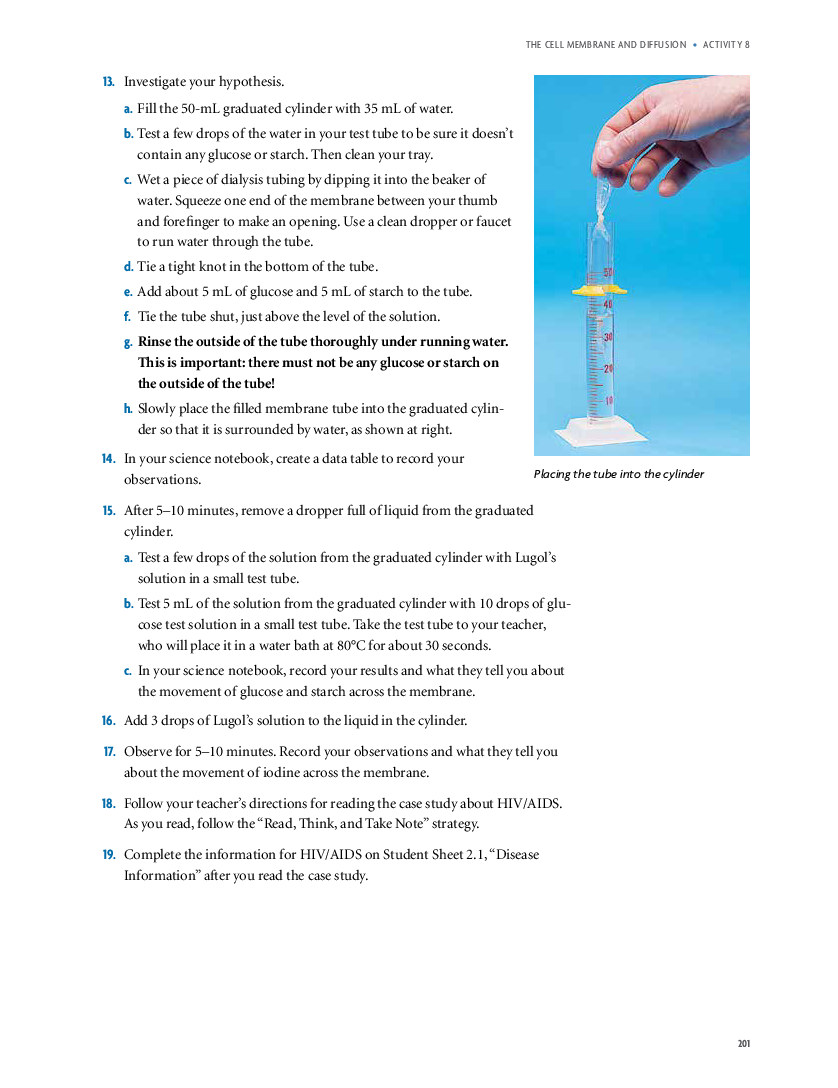 THE CELL MEMBRANE AND DIFFUSION • ACTIVITY 8
13. Investigate your hypothesis.
a. Fill the 50-mL graduated cylinder with 35 mL of water.
b. Test a few drops of the water in your test tube to be sure it doesn’t
contain any glucose or starch. Then clean your tray.
c. Wet a piece of dialysis tubing by dipping it into the beaker of
water. Squeeze one end of the membrane between your thumb
and forefinger to make an opening. Use a clean dropper or faucet
to run water through the tube.
d. Tie a tight knot in the bottom of the tube.
e. Add about 5 mL of glucose and 5 mL of starch to the tube.
f. Tie the tube shut, just above the level of the solution.
g. Rinse the outside of the tube thoroughly under running water.
This is important: there must not be any glucose or starch on
the outside of the tube!
h. Slowly place the filled membrane tube into the graduated cylin-
der so that it is surrounded by water, as shown at right.
50
40
30
20
10
Placing the tube into the cylinder
14. In your science notebook, create a data table to record your
observations.
15. After 5–10 minutes, remove a dropper full of liquid from the graduated
cylinder.
a. Test a few drops of the solution from the graduated cylinder with Lugol’s
solution in a small test tube.
b. Test 5 mL of the solution from the graduated cylinder with 10 drops of glu-
cose test solution in a small test tube. Take the test tube to your teacher,
who will place it in a water bath at 80°C for about 30 seconds.
c. In your science notebook, record your results and what they tell you about
the movement of glucose and starch across the membrane.
16. Add 3 drops of Lugol’s solution to the liquid in the cylinder.
17. Observe for 5–10 minutes. Record your observations and what they tell you
about the movement of iodine across the membrane.
18. Follow your teacher’s directions for reading the case study about HIV/AIDS.
As you read, follow the “Read, Think, and Take Note” strategy.
19. Complete the information for HIV/AIDS on Student Sheet 2.1, “Disease
Information” after you read the case study.
201